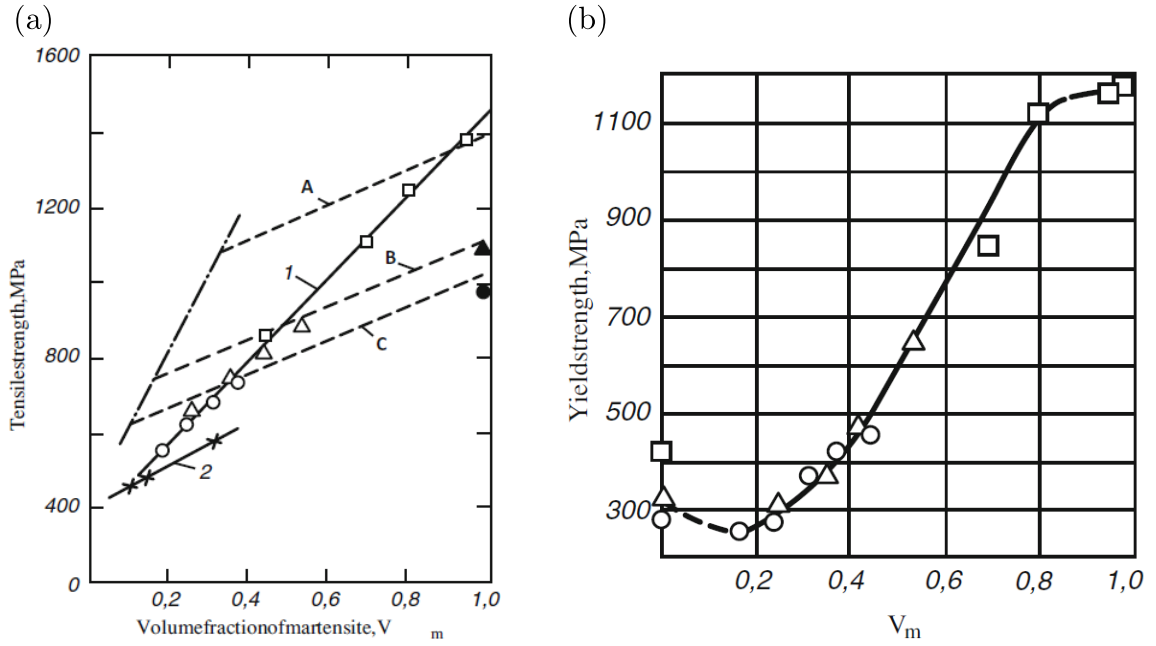 (a)
1600
1200
800
400
0
0,2
0,4
0,6
0,8
1,0
Tensilestrength,MPa
Volumefractionofmartensite,V m
A
B
C
1
2
(b)
1100
900
700
500
300
0,2
0,4
0,6
0,8
1,0
Yieldstrength,MPa
Vm